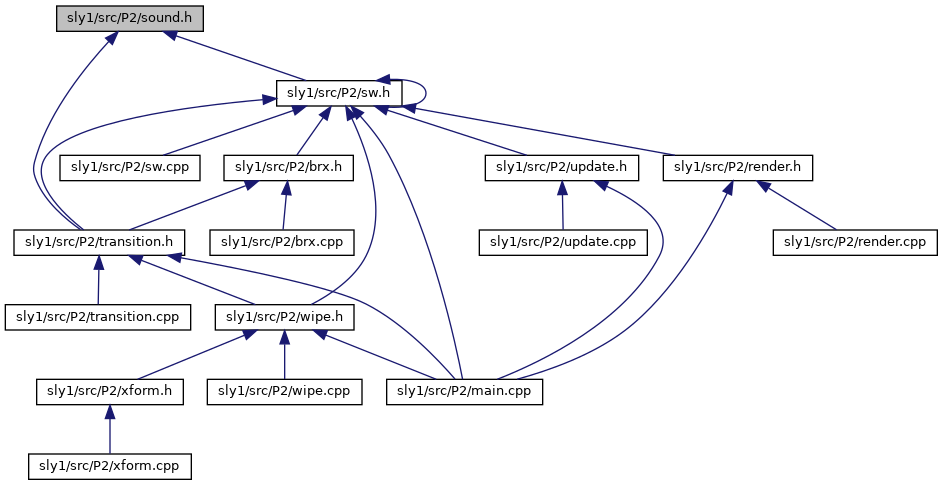 sly1/src/P2/sound.h
sly1/src/P2/sw.h
sly1/src/P2/sw.cpp
sly1/src/P2/brx.h
sly1/src/P2/update.h
sly1/src/P2/render.h
sly1/src/P2/transition.h
sly1/src/P2/brx.cpp
sly1/src/P2/update.cpp
sly1/src/P2/render.cpp
sly1/src/P2/transition.cpp
sly1/src/P2/wipe.h
sly1/src/P2/xform.h
sly1/src/P2/wipe.cpp
sly1/src/P2/main.cpp
sly1/src/P2/xform.cpp